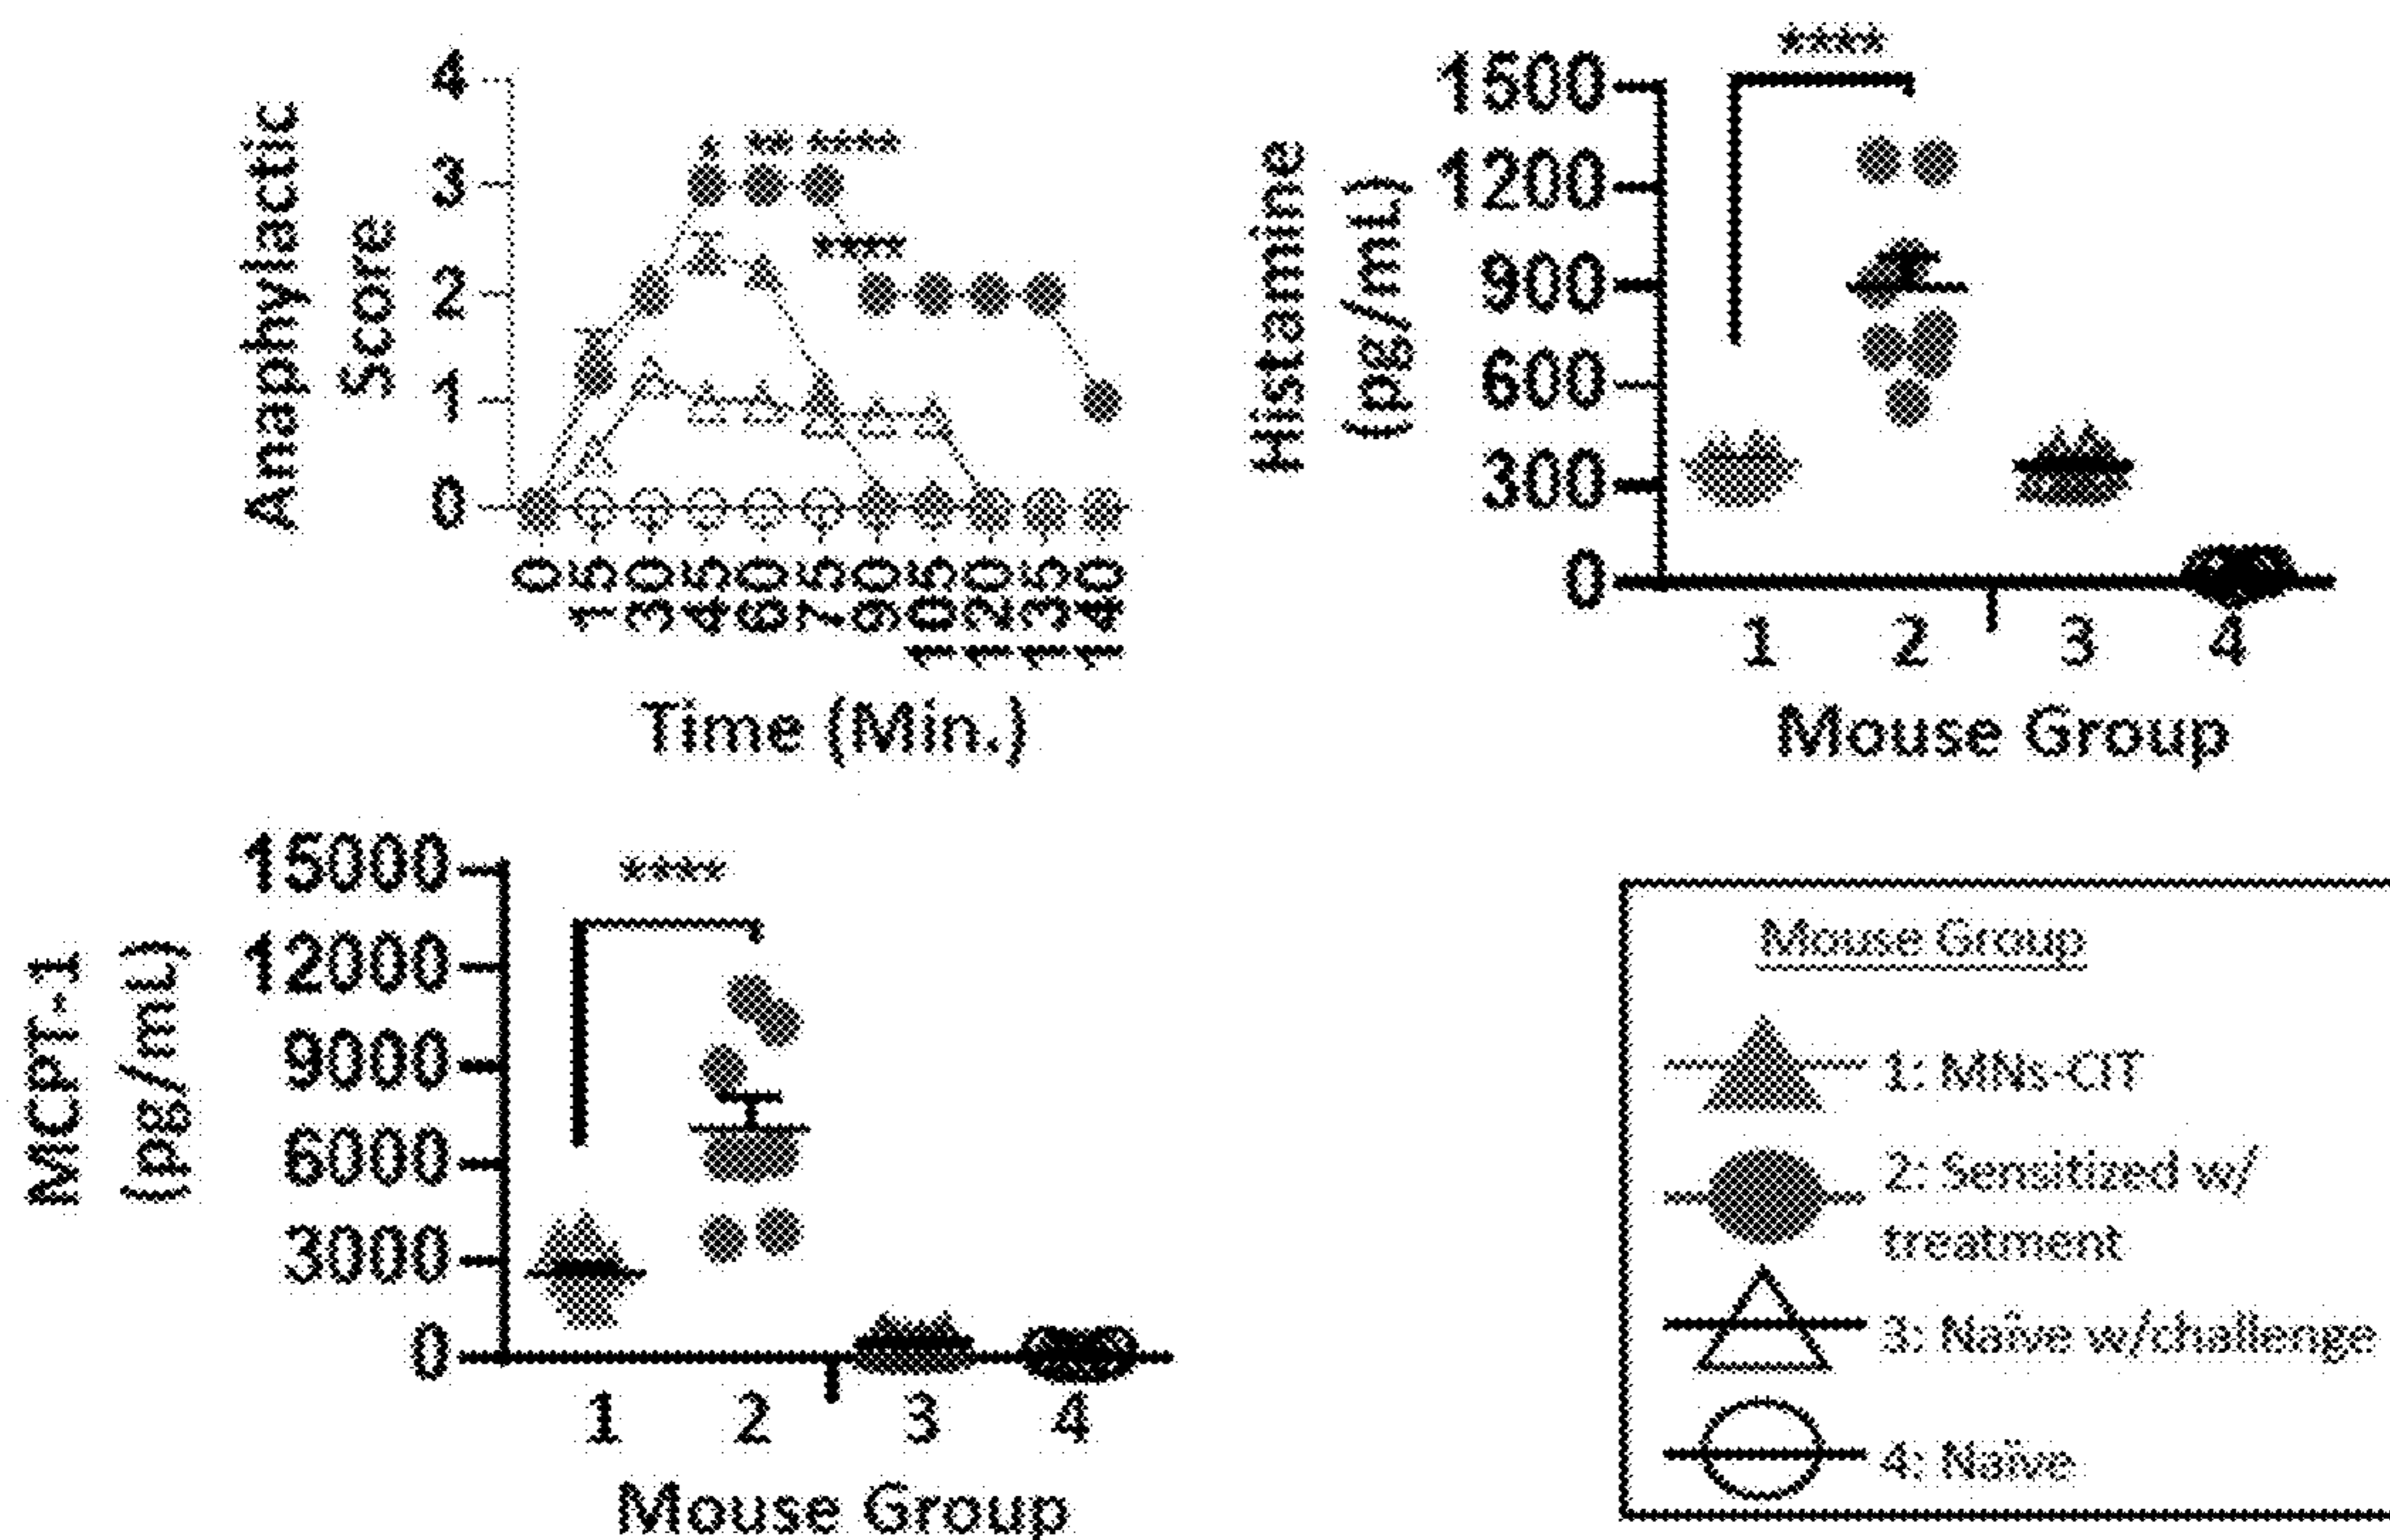 Anaphylactic
Score
4
3
2
1
0
0
15
30
45
60
75
90
105
120
135
140
Time (Min.)
* ** ****
****
Histamine
(pg/mL)
****
1500
1200
900
600
300
0
1 2 3 4
Mouse Group
MCPT-1
(pg/mL)
****
15000
12000
9000
6000
3000
0
1 2 3 4
Mouse Group
Mouse Group
1: MNs-CIT
2: Sensitized w/
treatment
3: Naïve w/challenge
4: Naïve